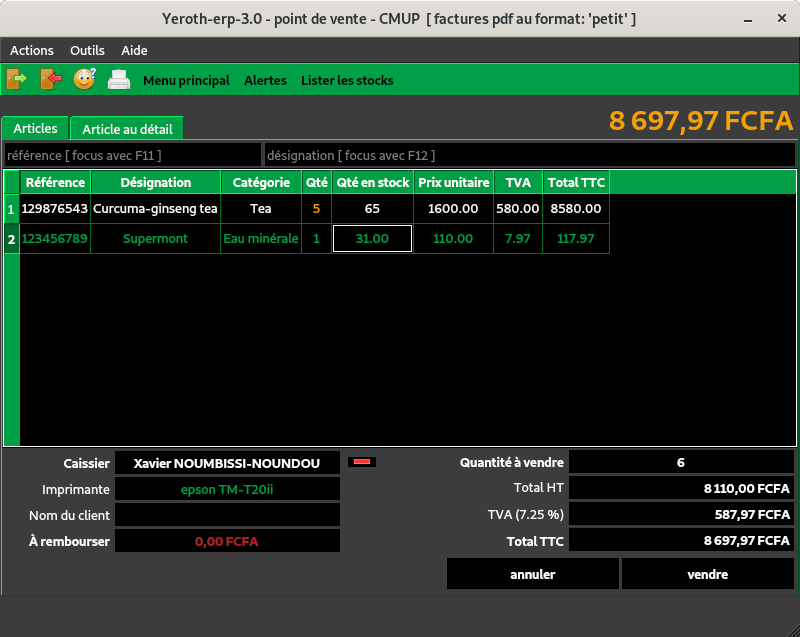 Yeroth-erp-3.0 - point de vente - CMUP [ factures pdf au format: 'petit' ]
Actions Outils Aide
Menu principal Alertes Lister les stocks
8 697,97 FCFA
Articles Article au détail
référence [ focus avec F11 ] désignation [ focus avec F12 ]
Référence Désignation Catégorie Qté Qté en stock Prix unitaire TVA Total TTC
1 129876543 Curcuma-ginseng tea Tea 5 65 1600.00 580.00 8580.00
2 123456789 Supermont Eau minérale 1 31.00 110.00 7.97 117.97
Caissier Xavier NOUMBISSI-NOUNDOU Quantité à vendre 6
Imprimante epson TM-T20ii Total HT 8 110,00 FCFA
Nom du client TVA (7.25 %) 587,97 FCFA
À rembourser 0,00 FCFA Total TTC 8 697,97 FCFA
annuler vendre